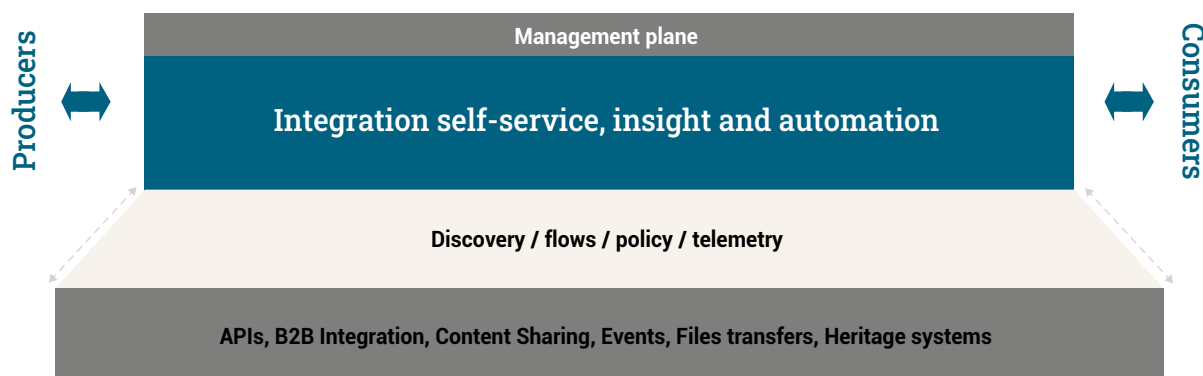 Management plane
Producers
Integration self-service, insight and automation
Consumers
Discovery / flows / policy / telemetry
APIs, B2B Integration, Content Sharing, Events, Files transfers, Heritage systems